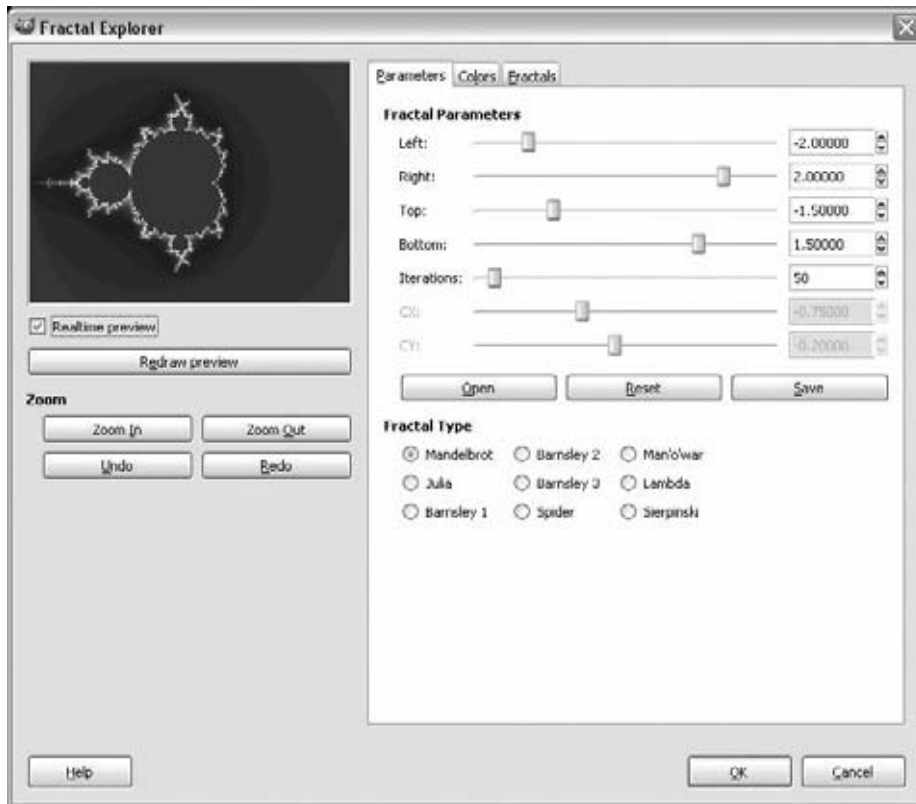 Fractal Explorer
Realtime preview
Redraw preview
Zoom
Zoom In
Zoom Out
Undo
Redo
Parameters
Colors
Fractals
Fractal Parameters
Left: -2.00000
Right: 2.00000
Top: -1.50000
Bottom: 1.50000
Iterations: 50
CX: -0.75000
CY: -0.20000
Open
Reset
Save
Fractal Type
Mandelbrot
Barnsley 2
Man'o'war
Julia
Barnsley 3
Lambda
Barnsley 1
Spider
Sierpinski
Help
OK
Cancel